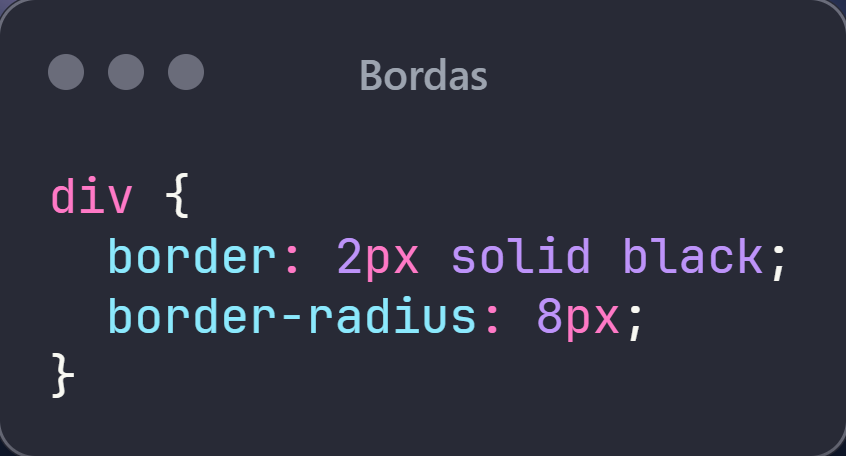 Bordas
div {
  border: 2px solid black;
  border-radius: 8px;
}